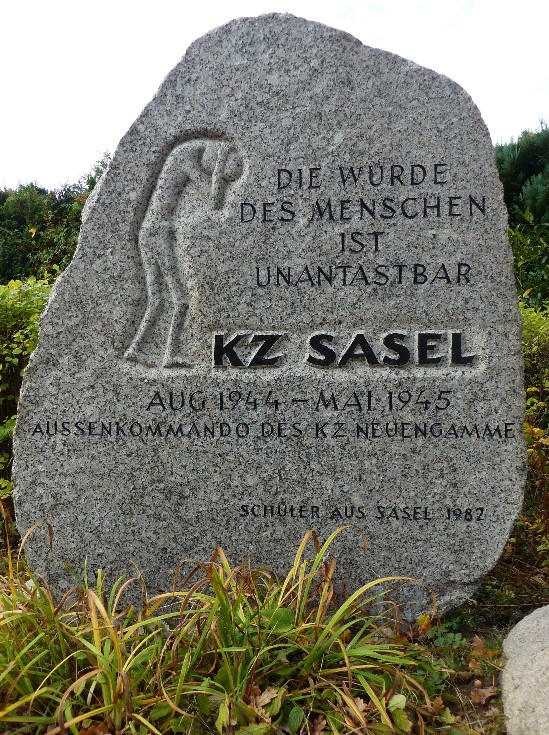 DIE WÜRDE
DES MENSCHEN
IST
UNANTASTBAR
KZ SASEL
AUG 1944 – MAI 1945
AUSSENKOMMANDO DES KZ NEUENGAMME
SCHÜLER AUS SASEL 1982